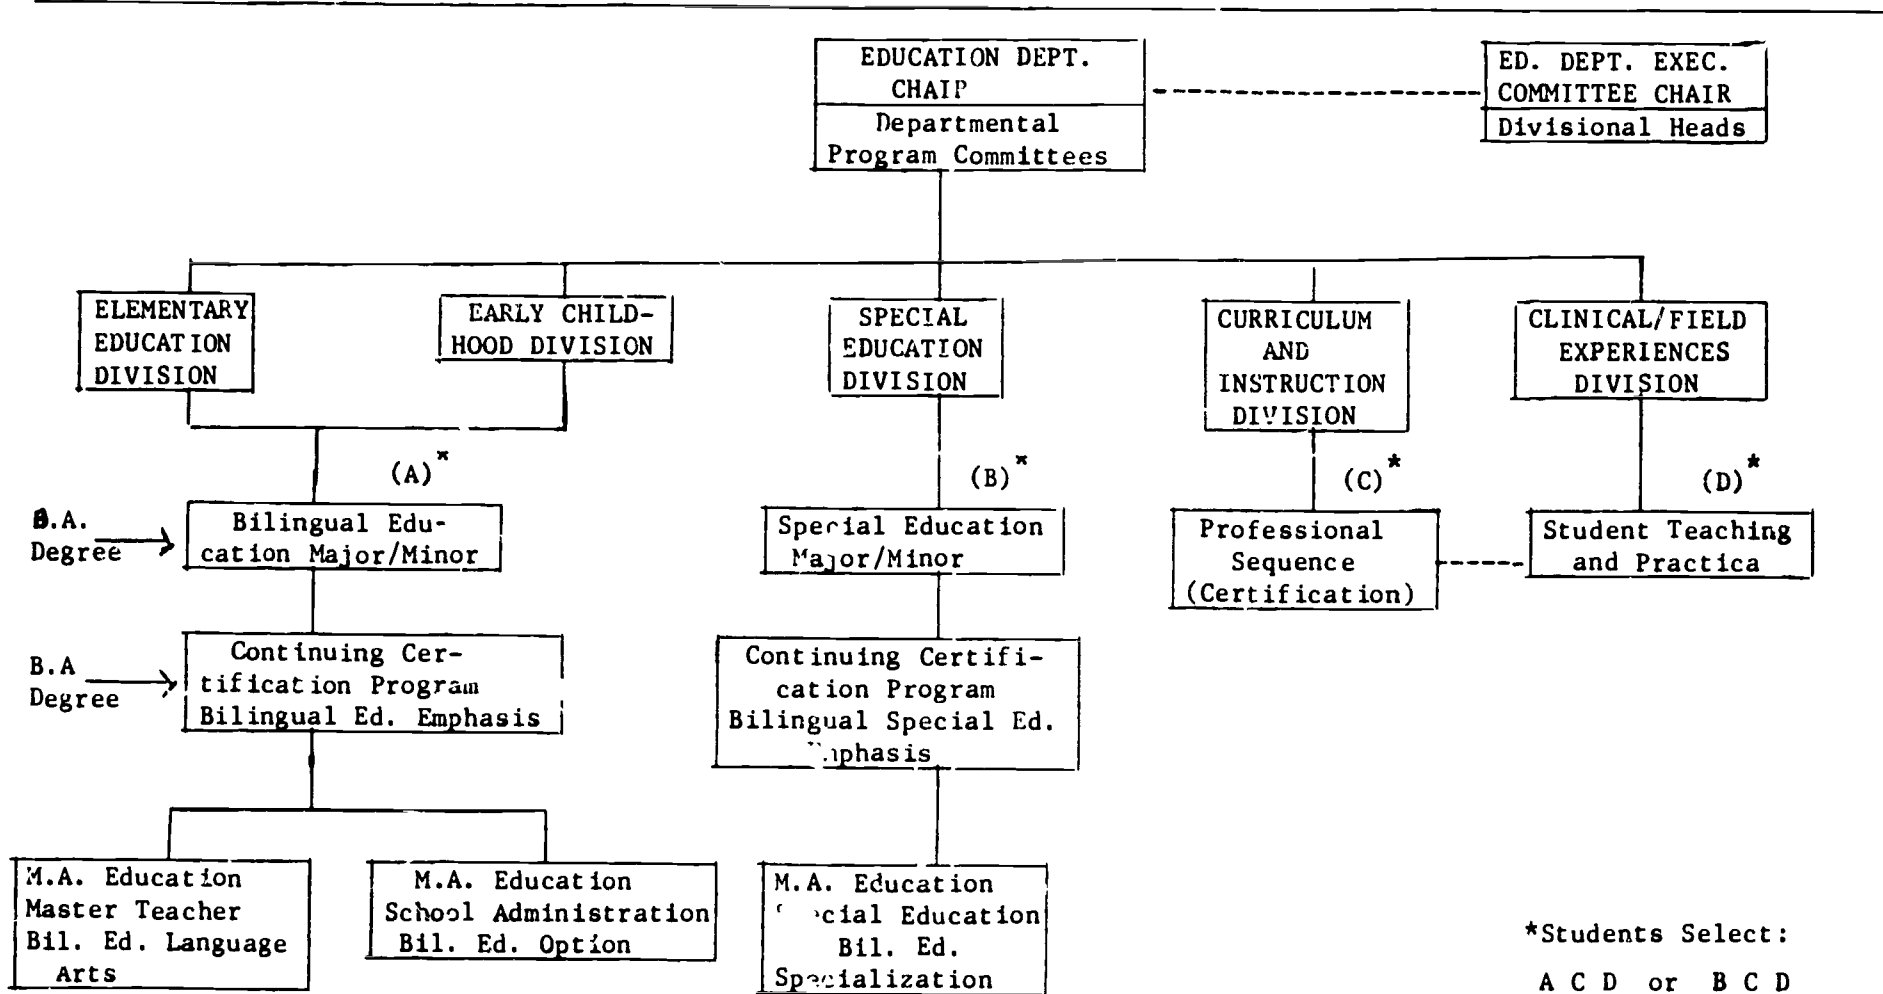 EDUCATION DEPT.
CHAIP
Departmental
Program Committees
ED. DEPT. EXEC.
COMMITTEE CHAIR
Divisional Heads
ELEMENTARY
EDUCATION
DIVISION
EARLY CHILD-
HOOD DIVISION
SPECIAL
EDUCATION
DIVISION
CURRICULUM
AND
INSTRUCTION
DIVISION
CLINICAL/FIELD
EXPERIENCES
DIVISION
(A)*
(B)*
(C)*
(D)*
B.A.
Degree
Bilingual Edu-
cation Major/Minor
Special Education
Major/Minor
Professional
Sequence
(Certification)
Student Teaching
and Practica
B.A
Degree
Continuing Cer-
tification Program
Bilingual Ed. Emphasis
Continuing Certifi-
cation Program
Bilingual Special Ed.
M.A. Education
Master Teacher
Bil. Ed. Language
Arts
M.A. Education
School Administration
Bil. Ed. Option
M.A. Education
Education
Bil. Ed.
Specialization
*Students Select:
A C D or B C D